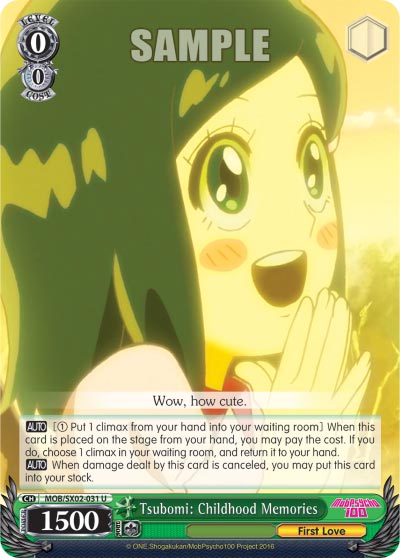 LEVEL
0
0
COST
SAMPLE
Wow, how cute.
AUTO [① Put 1 climax from your hand into your waiting room] When this
card is placed on the stage from your hand, you may pay the cost. If you
do, choose 1 climax in your waiting room, and return it to your hand.
AUTO When damage dealt by this card is canceled, you may put this card
into your stock.
CH MOB/SX02-031 U
POWER 1500
Tsubomi: Childhood Memories
MobPsycho 100
First Love
© ONE,Shogakukan/"MobPsycho100" Project 2016